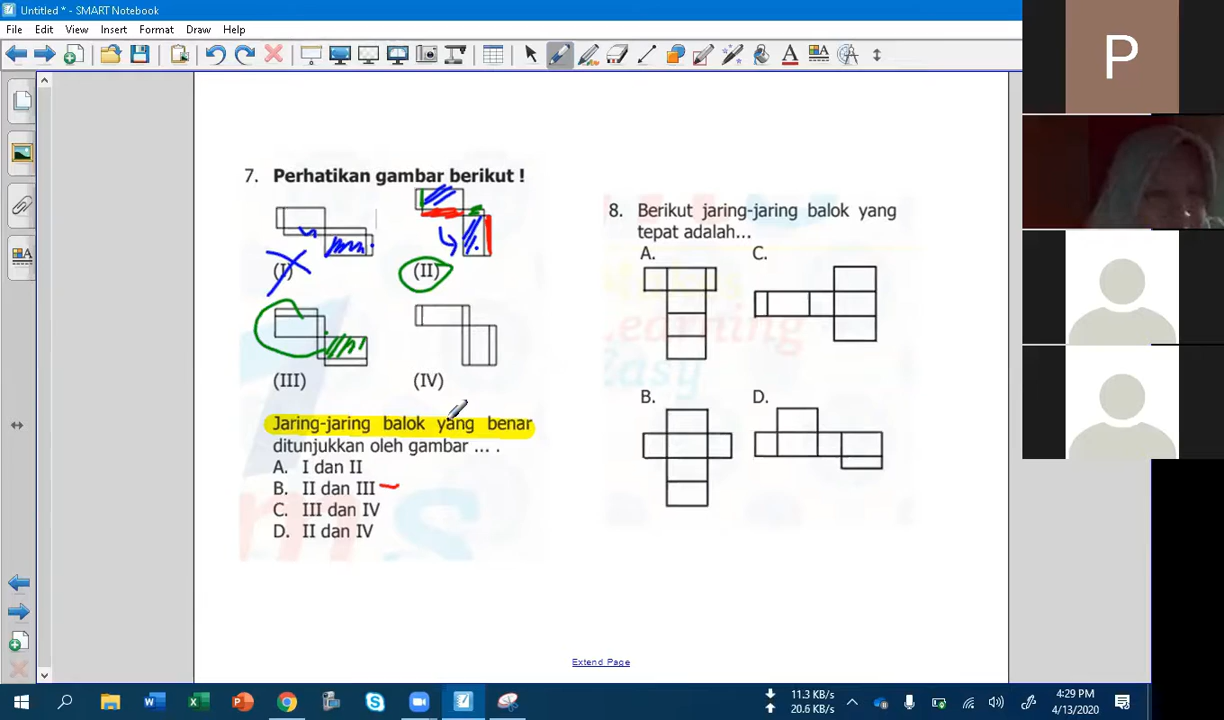 Untitled * - SMART Notebook
File Edit View Insert Format Draw Help
P
7. Perhatikan gambar berikut !
(I) (II)
(III) (IV)
Jaring-jaring balok yang benar
ditunjukkan oleh gambar ... .
A. I dan II
B. II dan III
C. III dan IV
D. II dan IV
8. Berikut jaring-jaring balok yang
tepat adalah...
A. C.
B. D.
Extend Page
11.3 KB/s
20.6 KB/s
4:29 PM
4/13/2020